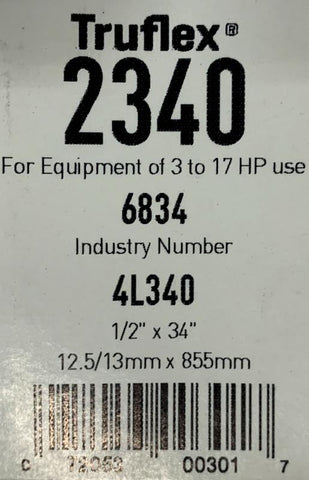 Truflex®
2340
For Equipment of 3 to 17 HP use
6834
Industry Number
4L340
1/2" x 34"
12.5/13mm x 855mm
00301 7